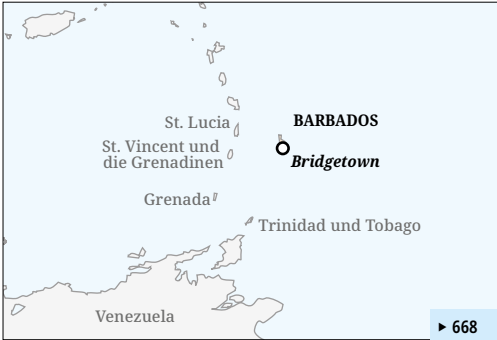 St. Lucia
BARBADOS
St. Vincent und
die Grenadinen
Bridgetown
Grenada
Trinidad und Tobago
Venezuela
▸ 668